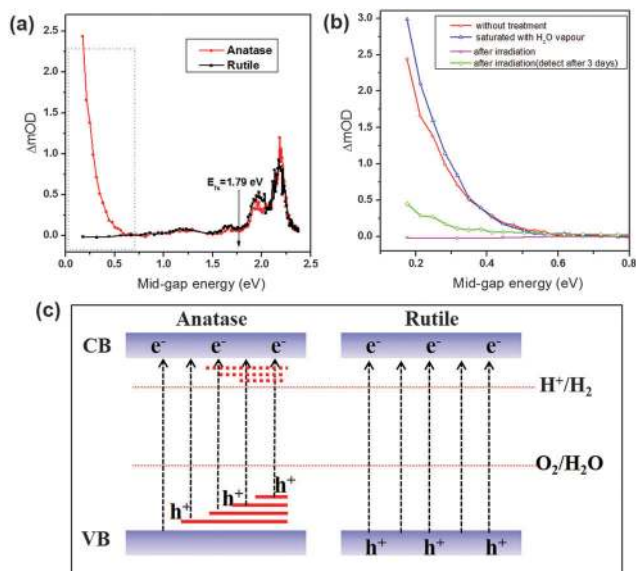 (a)
Anatase
Rutile
E_Tx=1.79 eV
ΔmOD
2.5
2.0
1.5
1.0
0.5
0.0
0.0 0.5 1.0 1.5 2.0 2.5
Mid-gap energy (eV)
(b)
without treatment
saturated with H₂O vapour
after irradiation
after irradiation(detect after 3 days)
ΔmOD
3.0
2.5
2.0
1.5
1.0
0.5
0.0
0.2 0.4 0.6 0.8
Mid-gap energy (eV)
(c)
Anatase Rutile
CB e⁻ e⁻ e⁻ e⁻ e⁻ e⁻
H⁺/H₂
O₂/H₂O
h⁺
h⁺
h⁺
VB h⁺ h⁺ h⁺